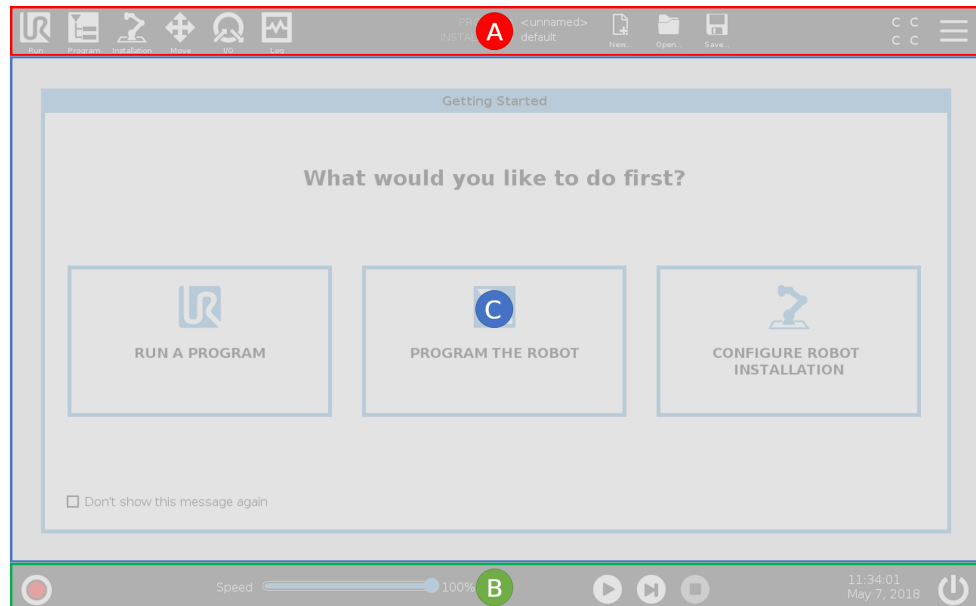 <unnamed>
default
C C
C C
Run
Program
Installation
Move
I/O
Log
New...
Open...
Save...
A
Getting Started
What would you like to do first?
RUN A PROGRAM
C
PROGRAM THE ROBOT
CONFIGURE ROBOT
INSTALLATION
Don't show this message again
Speed
100%
B
11:34:01
May 7, 2018